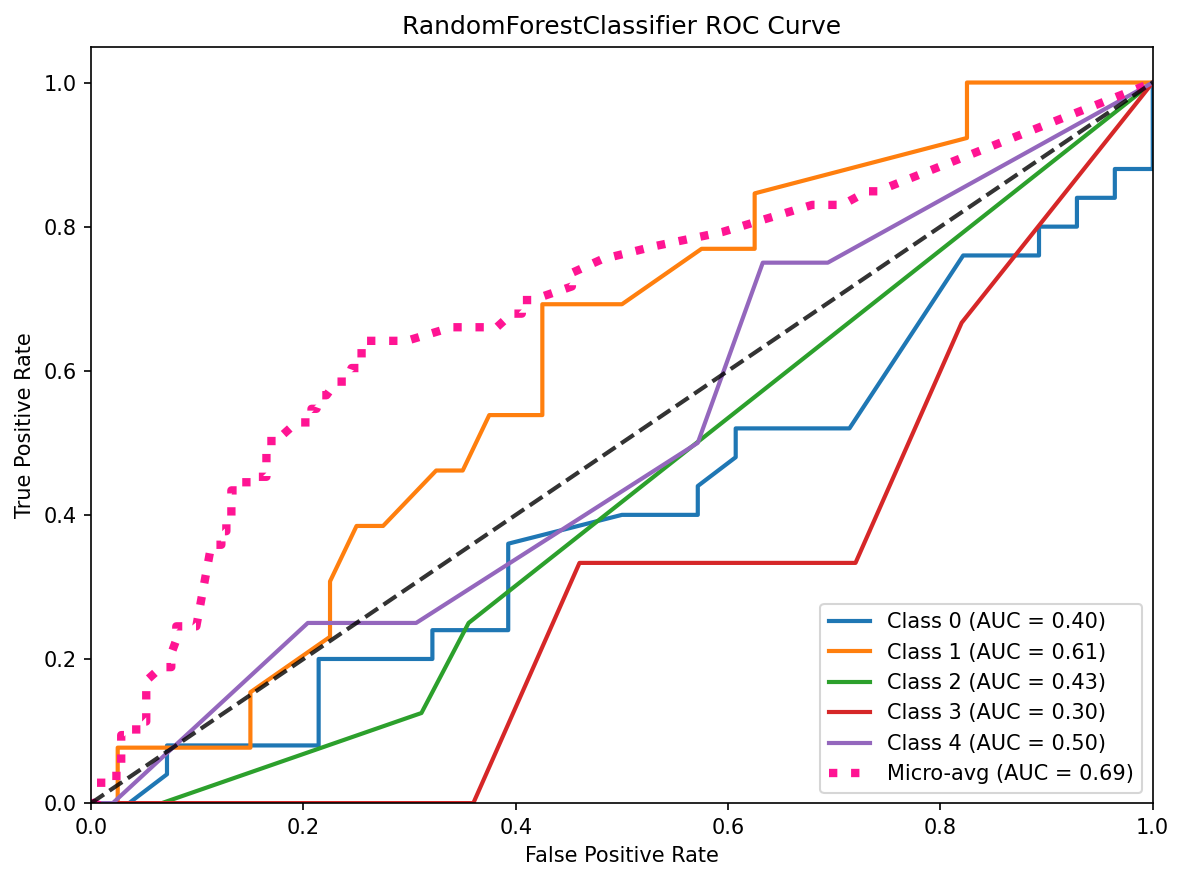 RandomForestClassifier ROC Curve
True Positive Rate
1.0
0.8
0.6
0.4
0.2
0.0
Class 0 (AUC = 0.40)
Class 1 (AUC = 0.61)
Class 2 (AUC = 0.43)
Class 3 (AUC = 0.30)
Class 4 (AUC = 0.50)
Micro-avg (AUC = 0.69)
0.0 0.2 0.4 0.6 0.8 1.0
False Positive Rate